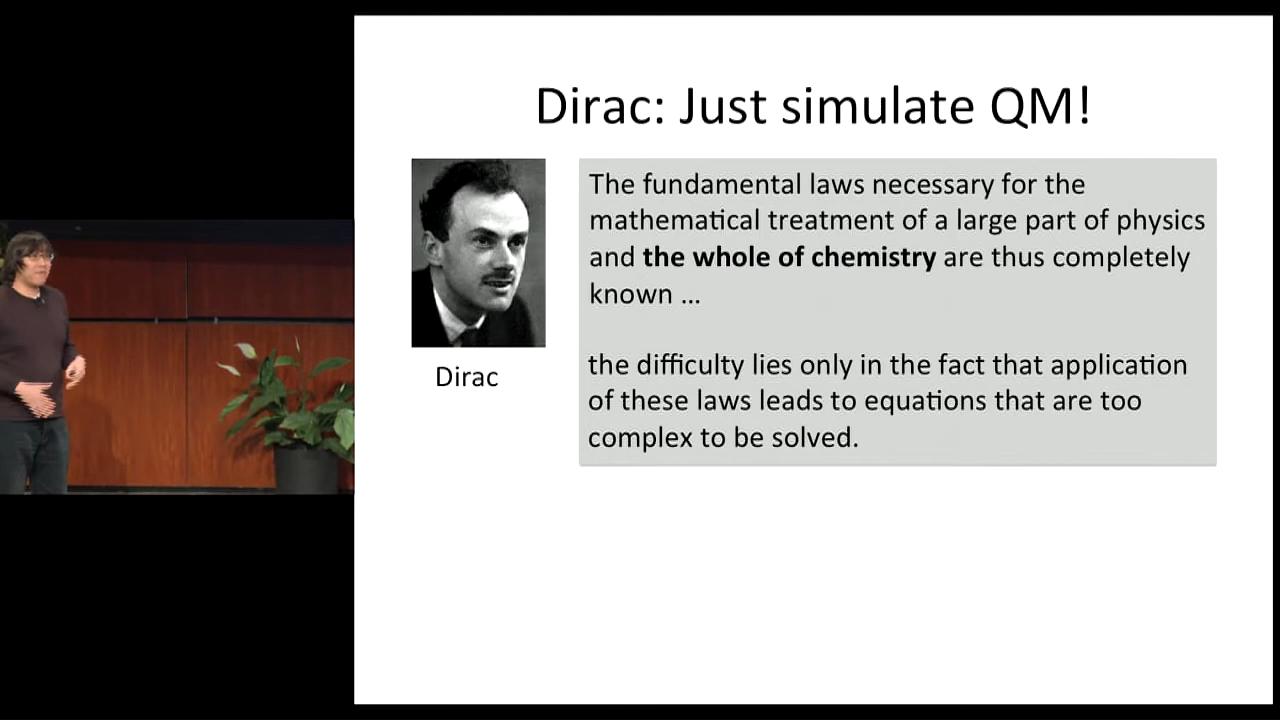 Dirac: Just simulate QM!
The fundamental laws necessary for the
mathematical treatment of a large part of physics
and the whole of chemistry are thus completely
known ...
the difficulty lies only in the fact that application
of these laws leads to equations that are too
complex to be solved.
Dirac